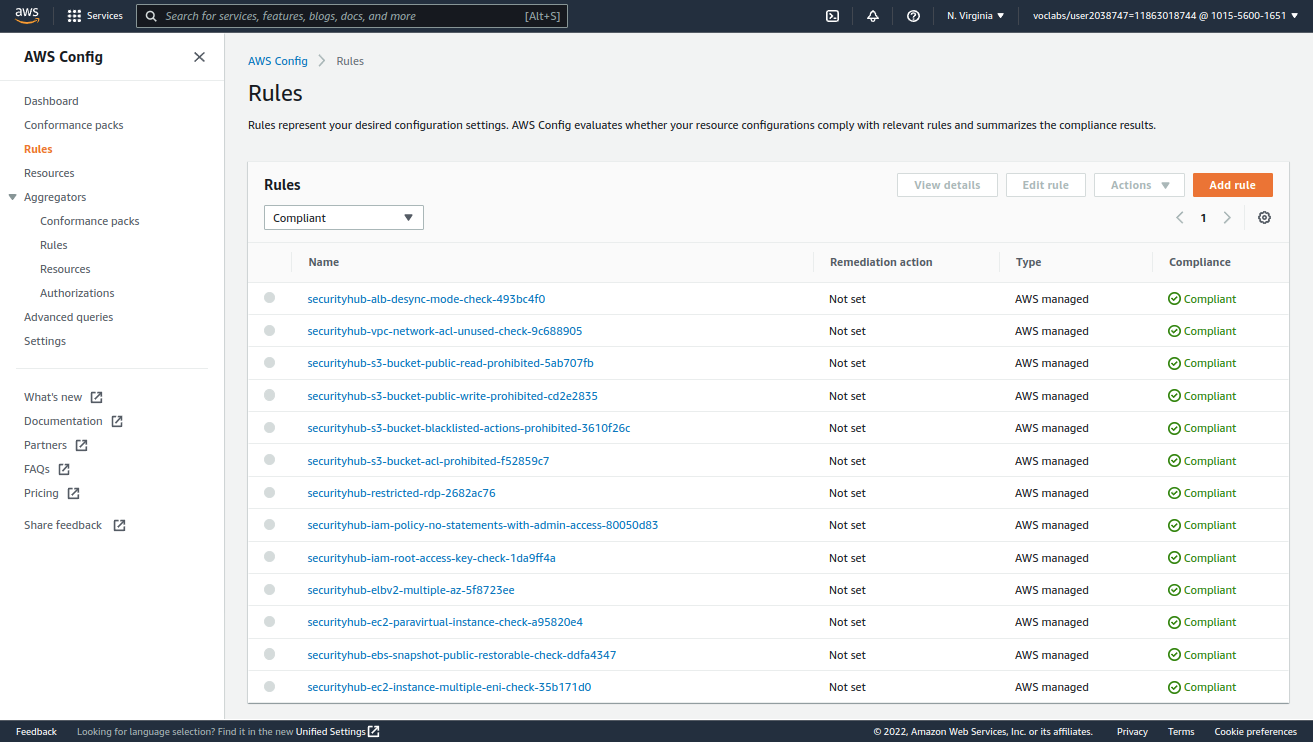 aws
Services
Search for services, features, blogs, docs, and more [Alt+S]
N. Virginia
voclabs/user2038747=11863018744 @ 1015-5600-1651
AWS Config
Dashboard
Conformance packs
Rules
Resources
Aggregators
Conformance packs
Rules
Resources
Authorizations
Advanced queries
Settings
What's new
Documentation
Partners
FAQs
Pricing
Share feedback
AWS Config Rules
Rules
Rules represent your desired configuration settings. AWS Config evaluates whether your resource configurations comply with relevant rules and summarizes the compliance results.
Rules View details Edit rule Actions Add rule
Compliant 1
Name Remediation action Type Compliance
securityhub-alb-desync-mode-check-493bc4f0 Not set AWS managed Compliant
securityhub-vpc-network-acl-unused-check-9c688905 Not set AWS managed Compliant
securityhub-s3-bucket-public-read-prohibited-5ab707fb Not set AWS managed Compliant
securityhub-s3-bucket-public-write-prohibited-cd2e2835 Not set AWS managed Compliant
securityhub-s3-bucket-blacklisted-actions-prohibited-3610f26c Not set AWS managed Compliant
securityhub-s3-bucket-acl-prohibited-f52859c7 Not set AWS managed Compliant
securityhub-restricted-rdp-2682ac76 Not set AWS managed Compliant
securityhub-iam-policy-no-statements-with-admin-access-80050d83 Not set AWS managed Compliant
securityhub-iam-root-access-key-check-1da9ff4a Not set AWS managed Compliant
securityhub-elbv2-multiple-az-5f8723ee Not set AWS managed Compliant
securityhub-ec2-paravirtual-instance-check-a95820e4 Not set AWS managed Compliant
securityhub-ebs-snapshot-public-restorable-check-ddfa4347 Not set AWS managed Compliant
securityhub-ec2-instance-multiple-eni-check-35b171d0 Not set AWS managed Compliant
Feedback Looking for language selection? Find it in the new Unified Settings © 2022, Amazon Web Services, Inc. or its affiliates. Privacy Terms Cookie preferences